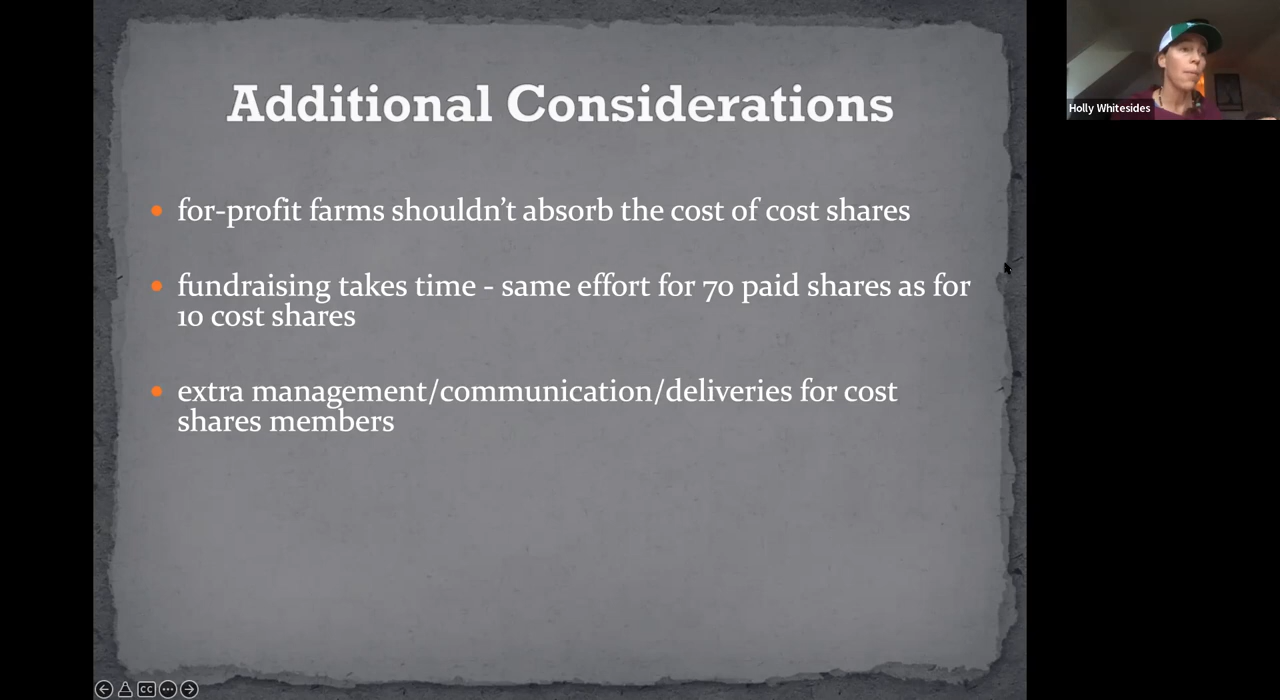 Additional Considerations
for-profit farms shouldn't absorb the cost of cost shares
fundraising takes time - same effort for 70 paid shares as for
10 cost shares
extra management/communication/deliveries for cost
shares members
Holly Whitesides
CC